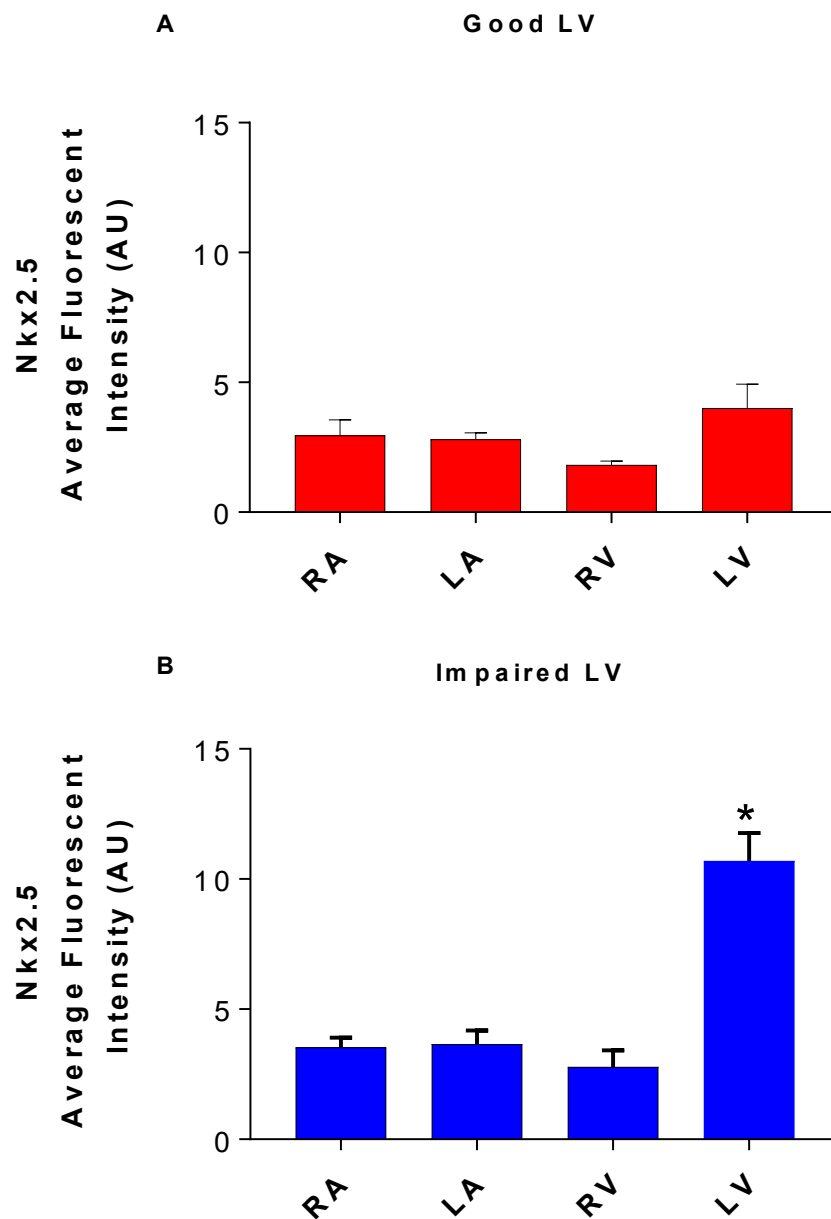 A
Good LV
Nkx2.5
Average Fluorescent
Intensity (AU)
15
10
5
0
RA
LA
RV
LV
B
Impaired LV
Nkx2.5
Average Fluorescent
Intensity (AU)
15
10
5
0
*
RA
LA
RV
LV